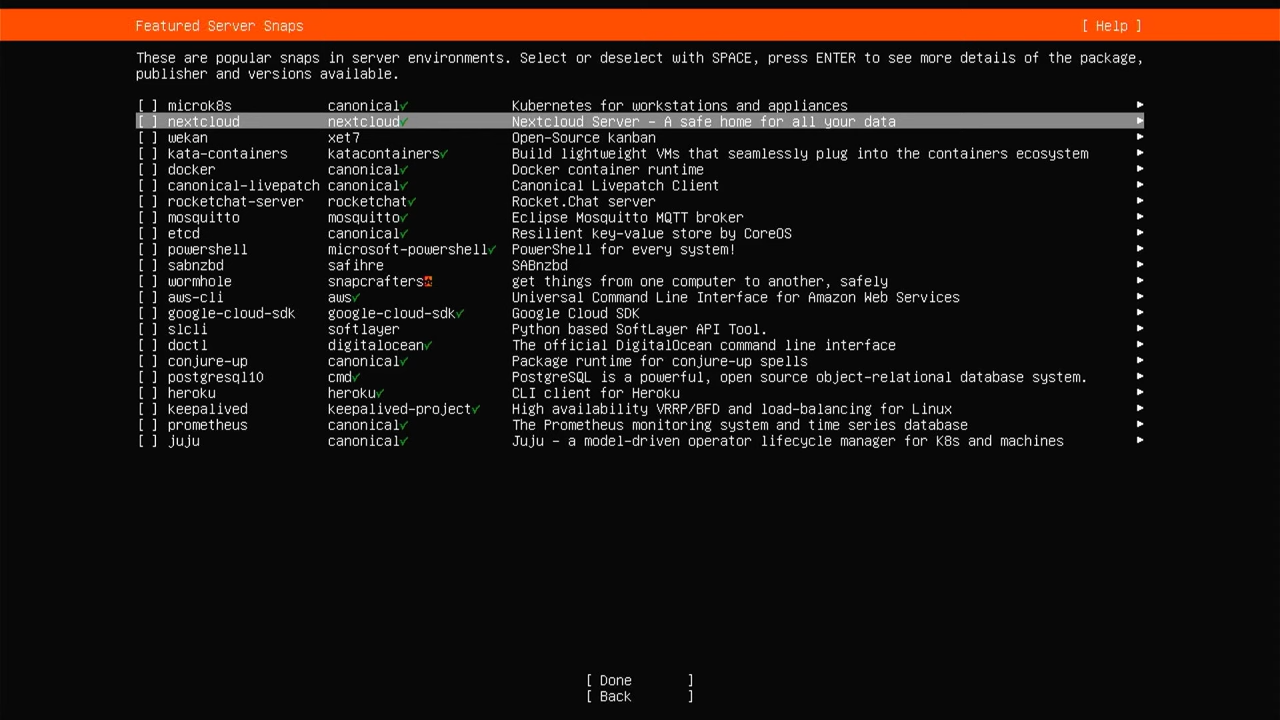 Featured Server Snaps [ Help ]
These are popular snaps in server environments. Select or deselect with SPACE, press ENTER to see more details of the package,
publisher and versions available.
[ ] microk8s canonical✓ Kubernetes for workstations and appliances ▶
[ ] nextcloud nextcloud✓ Nextcloud Server - A safe home for all your data ▶
[ ] wekan xet7 Open-Source kanban ▶
[ ] kata-containers katacontainers✓ Build lightweight VMs that seamlessly plug into the containers ecosystem ▶
[ ] docker canonical✓ Docker container runtime ▶
[ ] canonical-livepatch canonical✓ Canonical Livepatch Client ▶
[ ] rocketchat-server rocketchat✓ Rocket.Chat server ▶
[ ] mosquitto mosquitto✓ Eclipse Mosquitto MQTT broker ▶
[ ] etcd canonical✓ Resilient key-value store by CoreOS ▶
[ ] powershell microsoft-powershell✓ PowerShell for every system! ▶
[ ] sabnzbd safihre SABnzbd ▶
[ ] wormhole snapcrafters get things from one computer to another, safely ▶
[ ] aws-cli aws✓ Universal Command Line Interface for Amazon Web Services ▶
[ ] google-cloud-sdk google-cloud-sdk✓ Google Cloud SDK ▶
[ ] slcli softlayer Python based SoftLayer API Tool. ▶
[ ] doctl digitalocean✓ The official DigitalOcean command line interface ▶
[ ] conjure-up canonical✓ Package runtime for conjure-up spells ▶
[ ] postgresql10 cmd✓ PostgreSQL is a powerful, open source object-relational database system. ▶
[ ] heroku heroku✓ CLI client for Heroku ▶
[ ] keepalived keepalived-project✓ High availability VRRP/BFD and load-balancing for Linux ▶
[ ] prometheus canonical✓ The Prometheus monitoring system and time series database ▶
[ ] juju canonical✓ Juju - a model-driven operator lifecycle manager for K8s and machines ▶
[ Done ]
[ Back ]